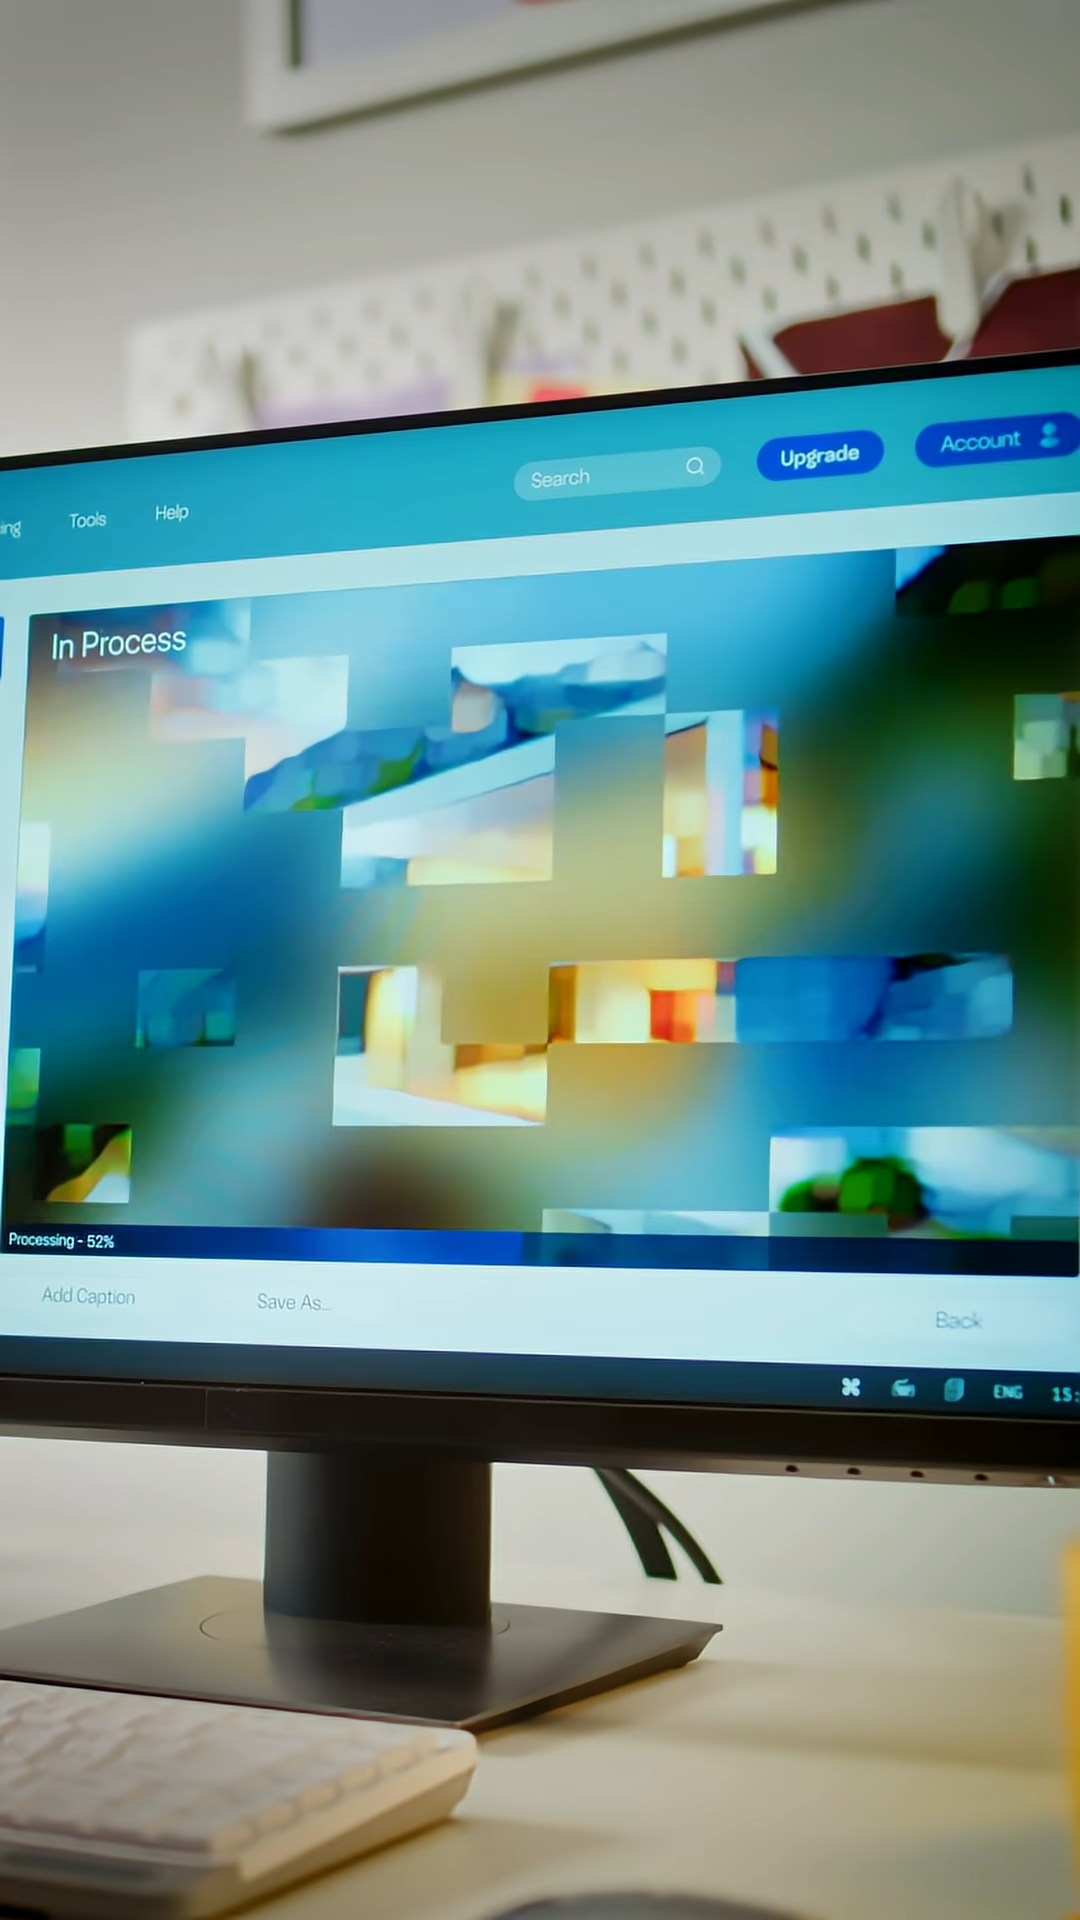 ing Tools Help Search Upgrade Account
In Process
Processing - 52%
Add Caption Save As... Back
ENG 15: